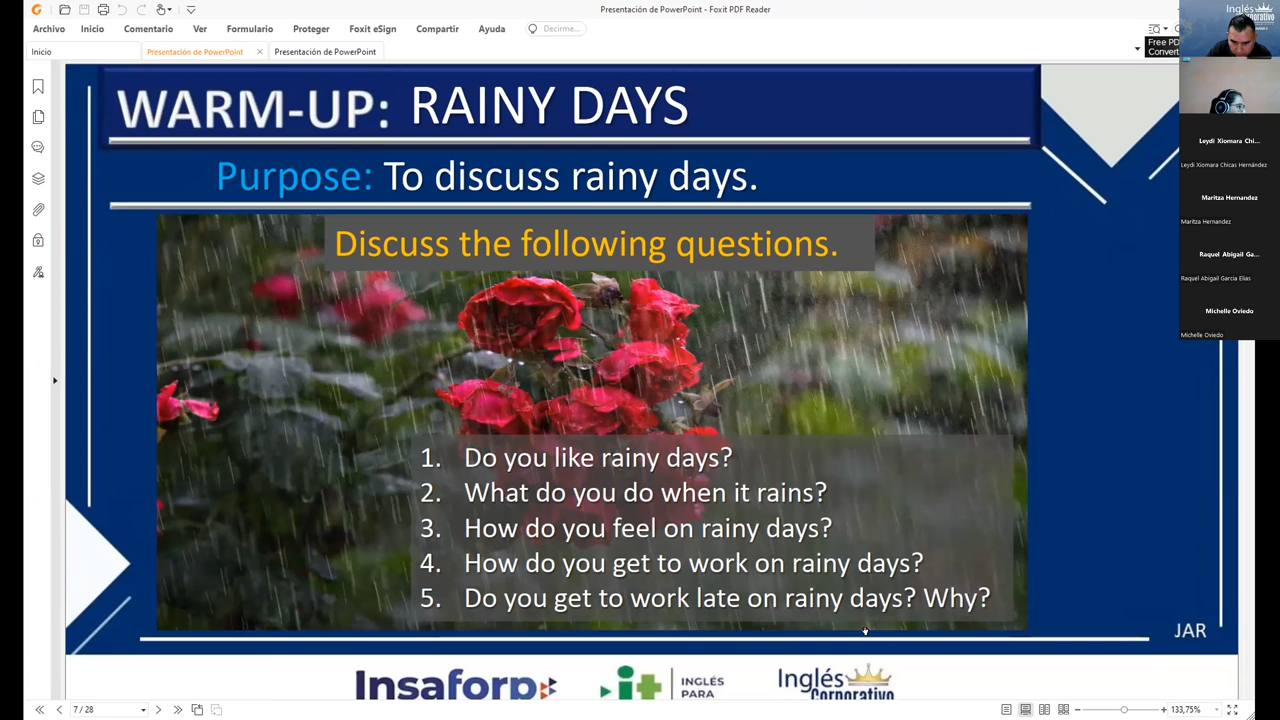 Presentación de PowerPoint - Foxit PDF Reader
Archivo Inicio Comentario Ver Formulario Proteger Foxit eSign Compartir Ayuda Decirme...
Inicio Presentación de PowerPoint Presentación de PowerPoint
Free PD
Convert
Inglés
Corporativo
WARM-UP: RAINY DAYS
Purpose: To discuss rainy days.
Discuss the following questions.
1. Do you like rainy days?
2. What do you do when it rains?
3. How do you feel on rainy days?
4. How do you get to work on rainy days?
5. Do you get to work late on rainy days? Why?
JAR
Insaforp
it
INGLÉS
PARA
Inglés
Corporativo
Leydi Xiomara Chi...
Leydi Xiomara Chicas Hernández
Maritza Hernandez
Maritza Hernandez
Raquel Abigail Ga...
Raquel Abigail Garcia Elias
Michelle Oviedo
Michelle Oviedo
7 / 28
133,75%